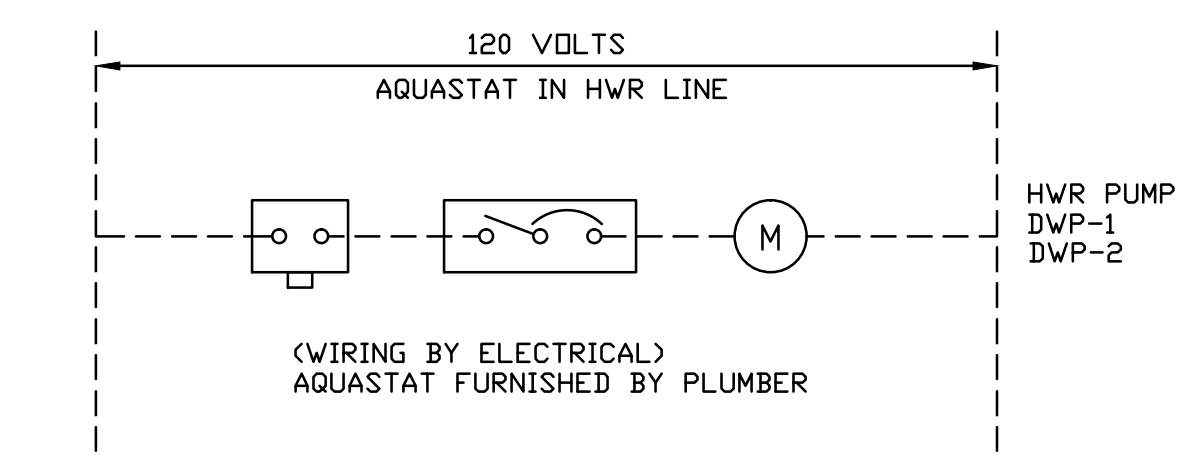 120 VOLTS
AQUASTAT IN HWR LINE
HWR PUMP
DWP-1
DWP-2
M
(WIRING BY ELECTRICAL)
AQUASTAT FURNISHED BY PLUMBER